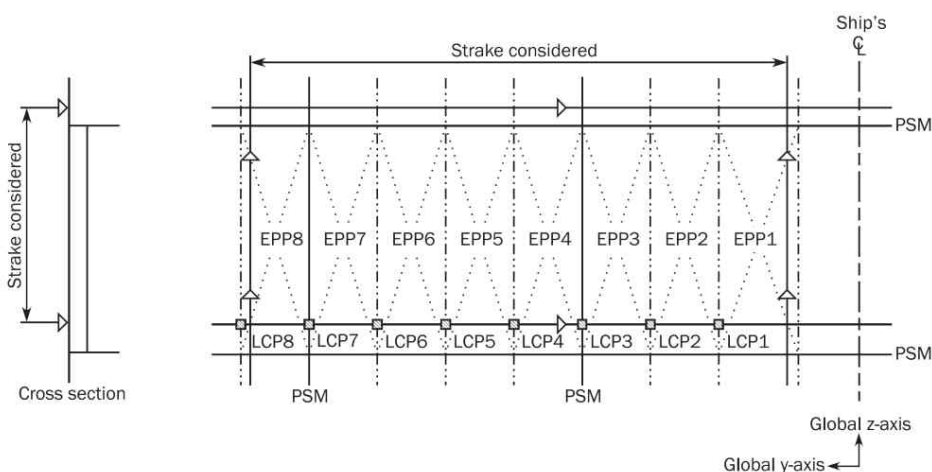 Ship's
℄
Strake considered
PSM
Strake considered
EPP8 EPP7 EPP6 EPP5 EPP4 EPP3 EPP2 EPP1
LCP8 LCP7 LCP6 LCP5 LCP4 LCP3 LCP2 LCP1
PSM
Cross section
PSM
PSM
Global z-axis
Global y-axis